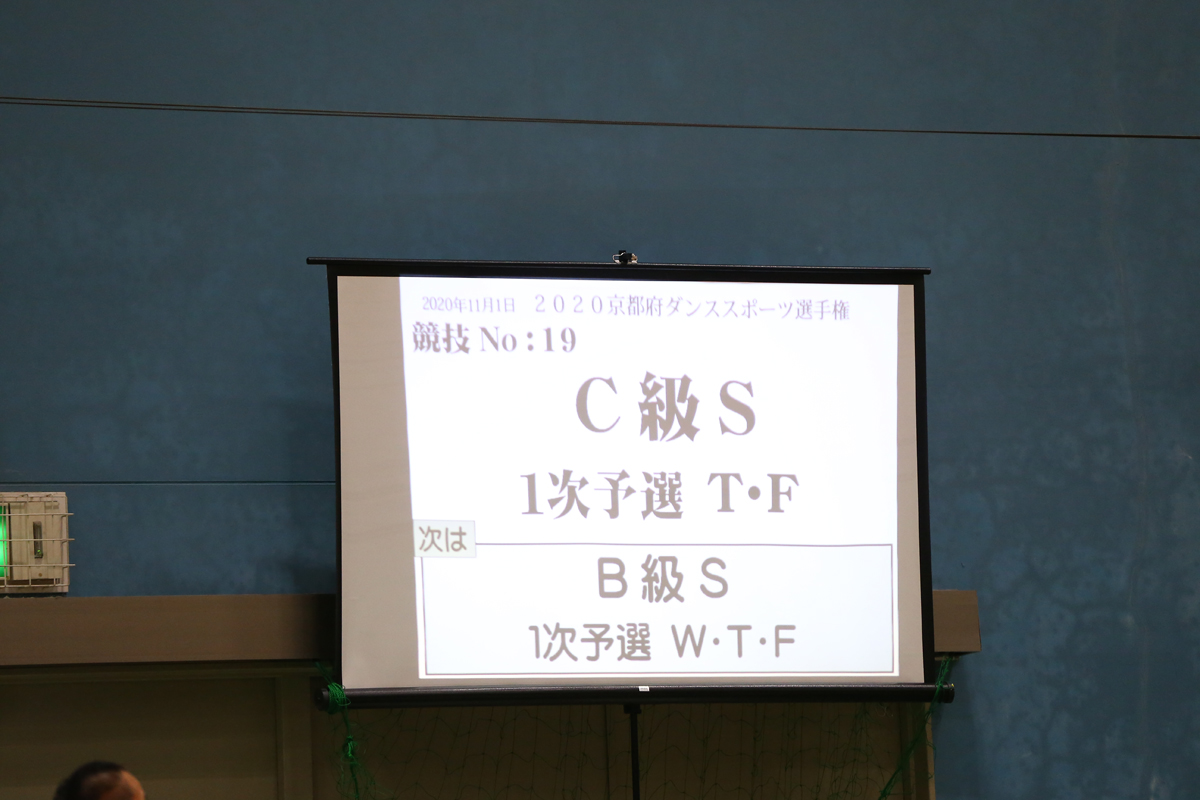 2020年11月1日 ２０２０京都府ダンススポーツ選手権
競技 No : 19
C 級 S
1次予選 T・F
次は
B 級 S
1次予選 W・T・F